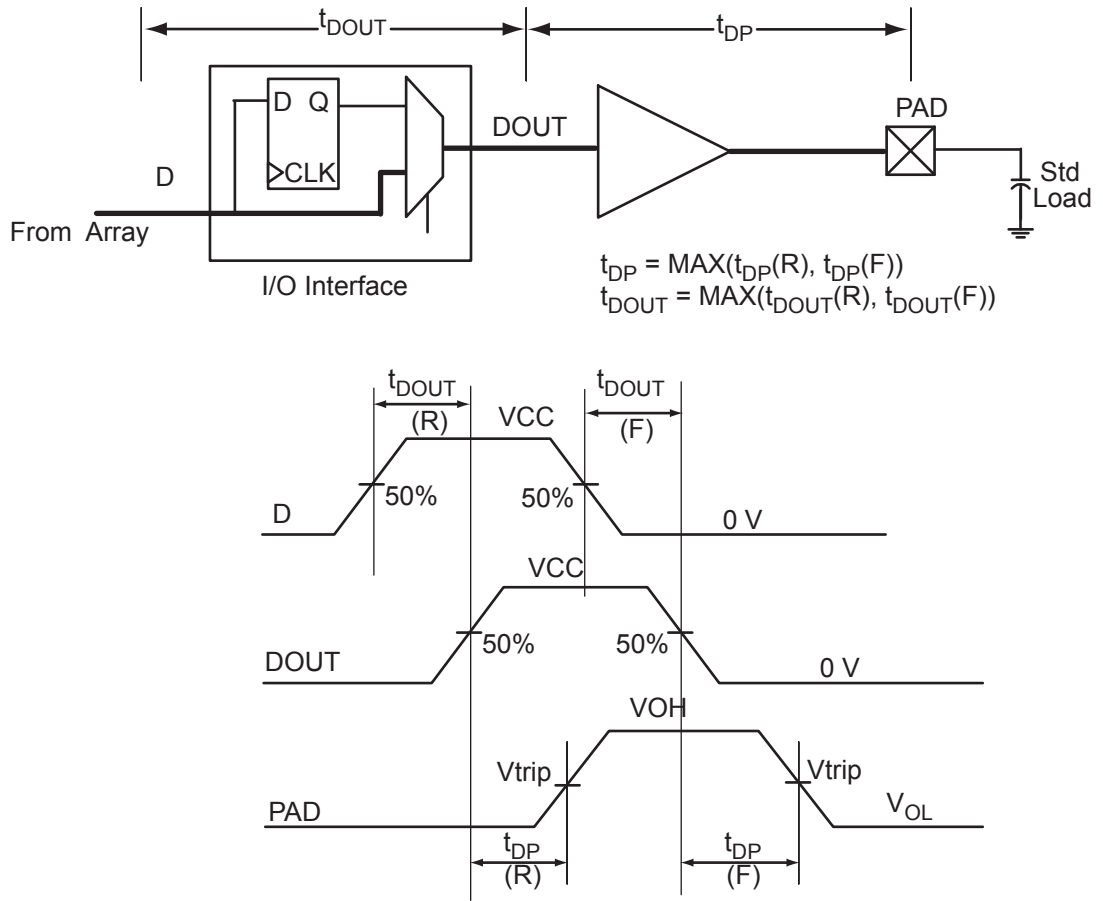 tDOUT
tDP
D Q
CLK
D
From Array
I/O Interface
DOUT
PAD
Std
Load
tDP = MAX(tDP(R), tDP(F))
tDOUT = MAX(tDOUT(R), tDOUT(F))
tDOUT
(R)
VCC
tDOUT
(F)
50%
50%
D
0 V
VCC
50%
50%
DOUT
0 V
VOH
Vtrip
Vtrip
PAD
VOL
tDP
(R)
tDP
(F)